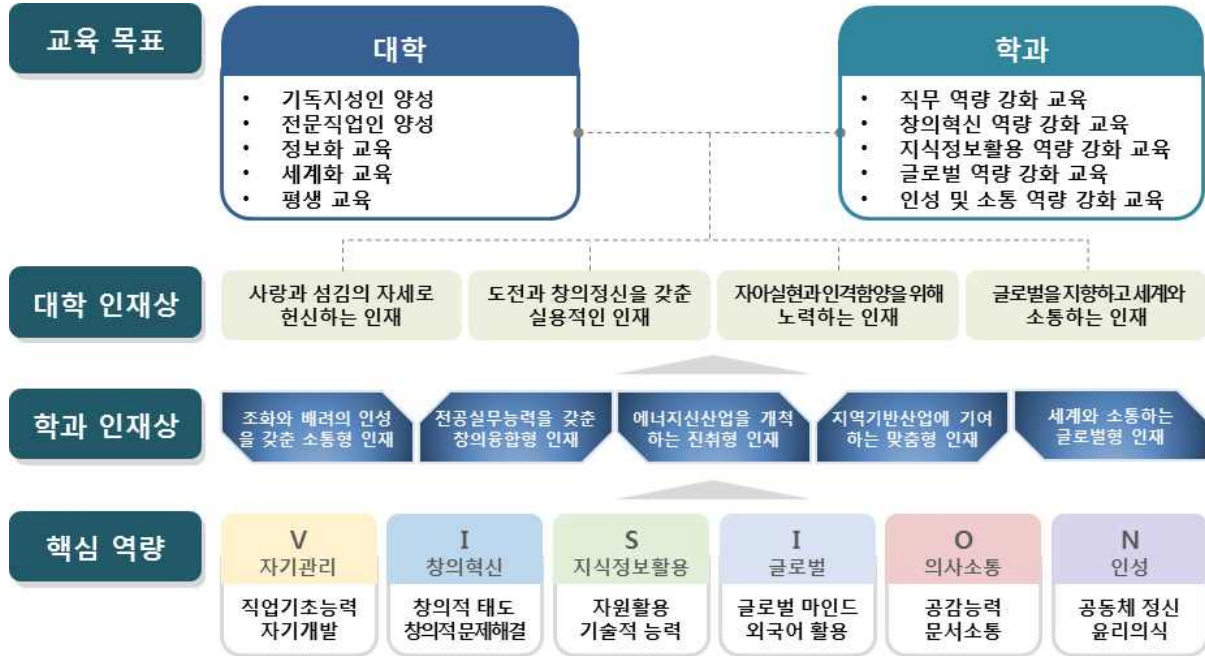 교육 목표
대학
• 기독지성인 양성
• 전문직업인 양성
• 정보화 교육
• 세계화 교육
• 평생 교육
학과
• 직무 역량 강화 교육
• 창의혁신 역량 강화 교육
• 지식정보활용 역량 강화 교육
• 글로벌 역량 강화 교육
• 인성 및 소통 역량 강화 교육
대학 인재상
사랑과 섬김의 자세로
헌신하는 인재
도전과 창의정신을 갖춘
실용적인 인재
자아실현과 인격함양을 위해
노력하는 인재
글로벌을 지향하고 세계와
소통하는 인재
학과 인재상
조화와 배려의 인성
을 갖춘 소통형 인재
전공실무능력을 갖춘
창의융합형 인재
에너지신산업을 개척
하는 진취형 인재
지역기반산업에 기여
하는 맞춤형 인재
세계와 소통하는
글로벌형 인재
핵심 역량
V
자기관리
직업기초능력
자기개발
I
창의혁신
창의적 태도
창의적 문제해결
S
지식정보활용
자원활용
기술적 능력
I
글로벌
글로벌 마인드
외국어 활용
O
의사소통
공감능력
문서소통
N
인성
공동체 정신
윤리의식